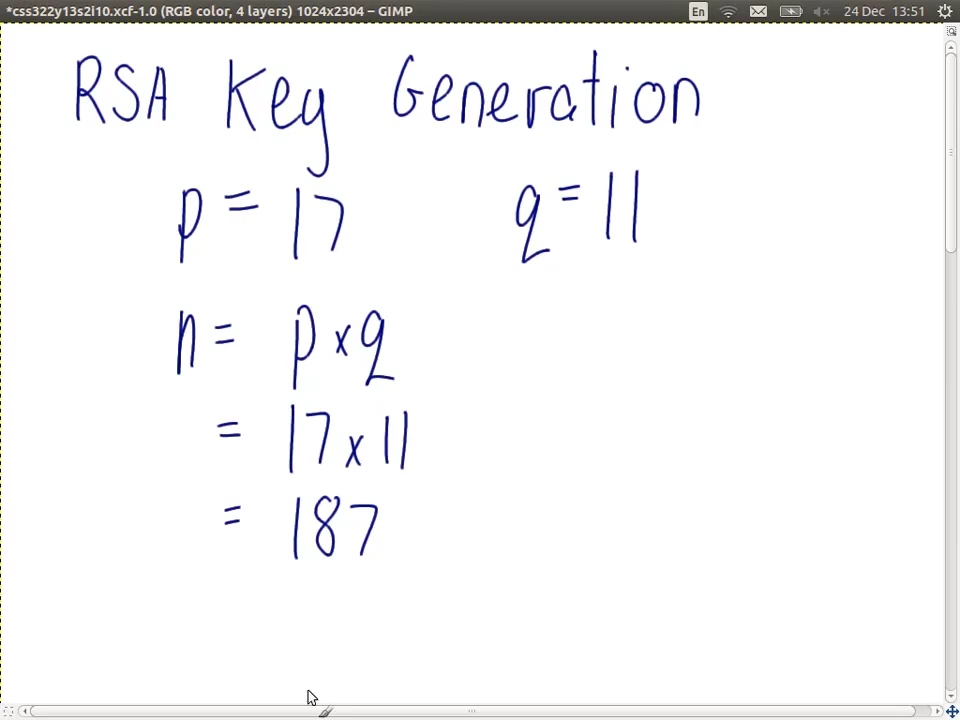 *css322y13s2i10.xcf-1.0 (RGB color, 4 layers) 1024x2304 – GIMP En 24 Dec 13:51
RSA Key Generation
p = 17 q = 11
n = p x q
= 17 x 11
= 187